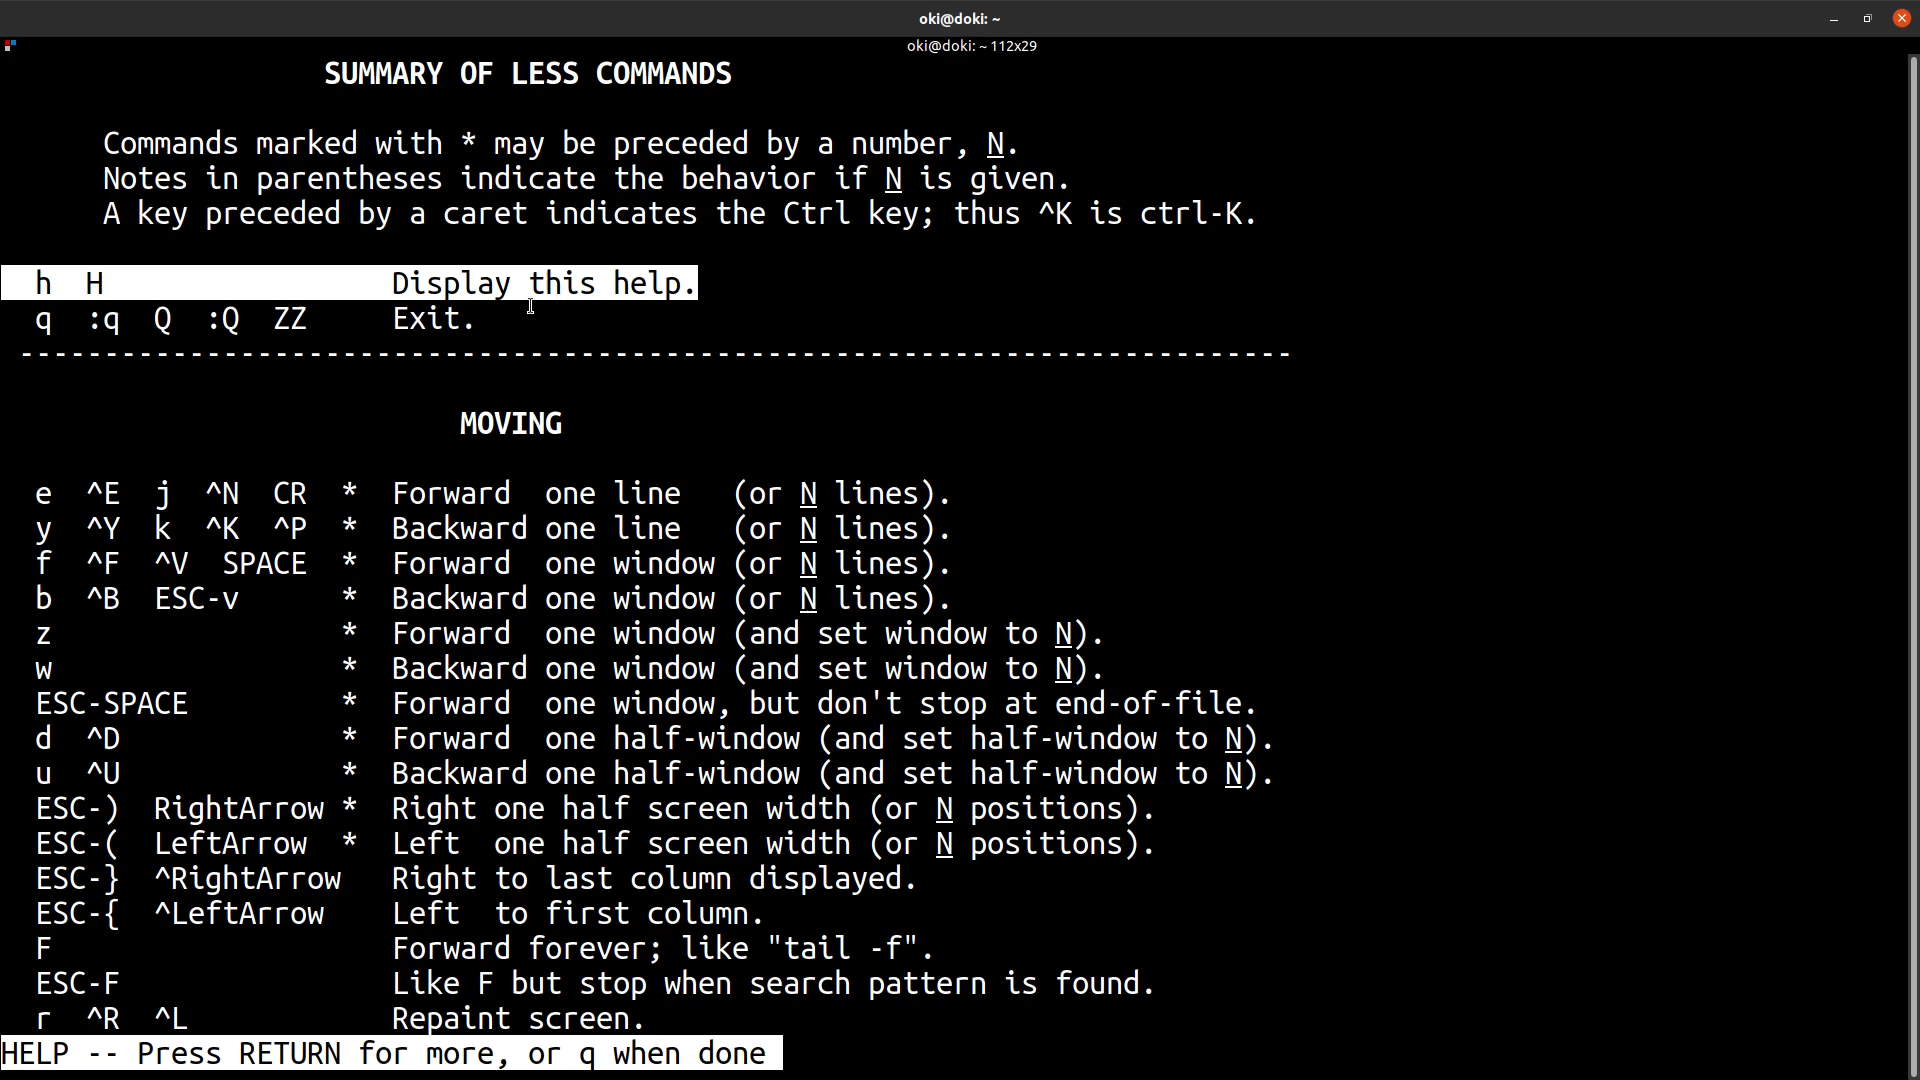 oki@doki: ~
oki@doki: ~ 112x29
SUMMARY OF LESS COMMANDS
Commands marked with * may be preceded by a number, N.
Notes in parentheses indicate the behavior if N is given.
A key preceded by a caret indicates the Ctrl key; thus ^K is ctrl-K.
h  H                 Display this help.
q  :q  Q  :Q  ZZ     Exit.
---------------------------------------------------------------------------
MOVING
e  ^E  j  ^N  CR  *  Forward  one line   (or N lines).
y  ^Y  k  ^K  ^P  *  Backward one line   (or N lines).
f  ^F  ^V  SPACE  *  Forward  one window (or N lines).
b  ^B  ESC-v      *  Backward one window (or N lines).
z                 *  Forward  one window (and set window to N).
w                 *  Backward one window (and set window to N).
ESC-SPACE         *  Forward  one window, but don't stop at end-of-file.
d  ^D             *  Forward  one half-window (and set half-window to N).
u  ^U             *  Backward one half-window (and set half-window to N).
ESC-)  RightArrow *  Right one half screen width (or N positions).
ESC-(  LeftArrow  *  Left  one half screen width (or N positions).
ESC-}  ^RightArrow   Right to last column displayed.
ESC-{  ^LeftArrow    Left  to first column.
F                    Forward forever; like "tail -f".
ESC-F                Like F but stop when search pattern is found.
r  ^R  ^L            Repaint screen.
HELP -- Press RETURN for more, or q when done